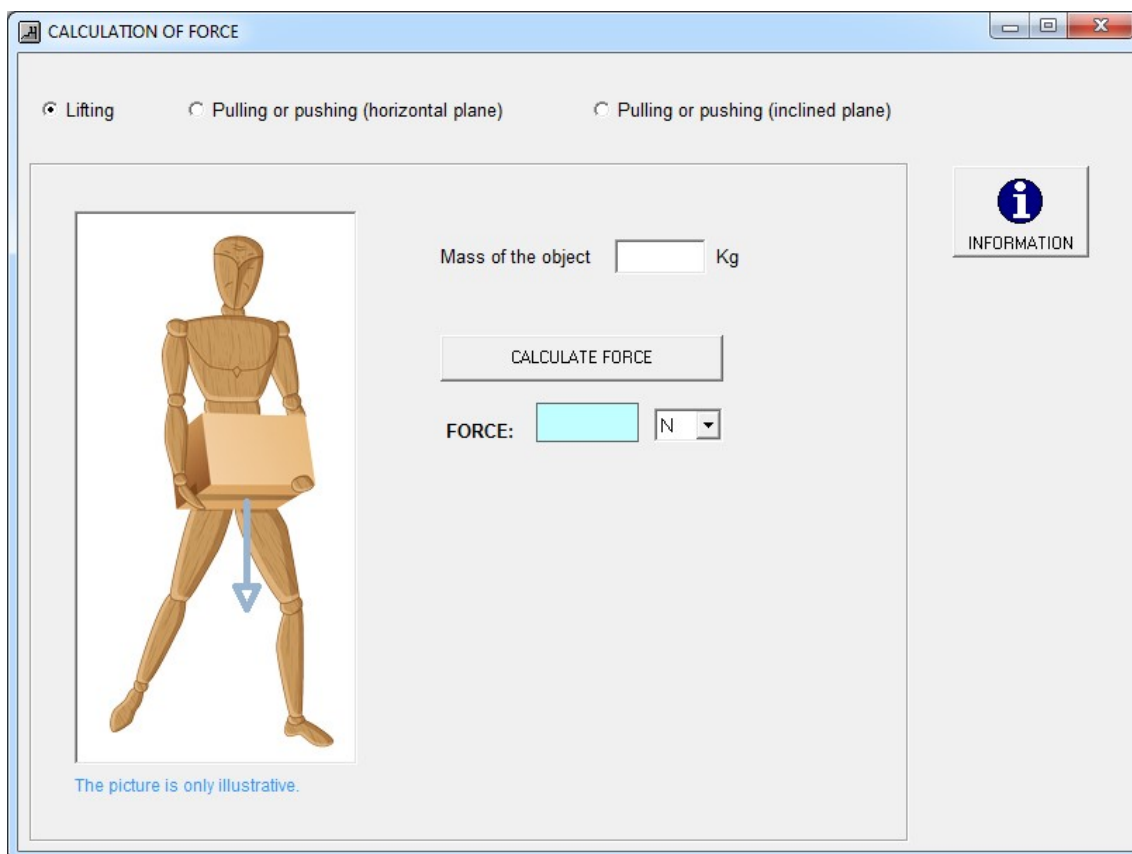 CALCULATION OF FORCE
Lifting
Pulling or pushing (horizontal plane)
Pulling or pushing (inclined plane)
INFORMATION
Mass of the object
Kg
CALCULATE FORCE
FORCE:
N
The picture is only illustrative.